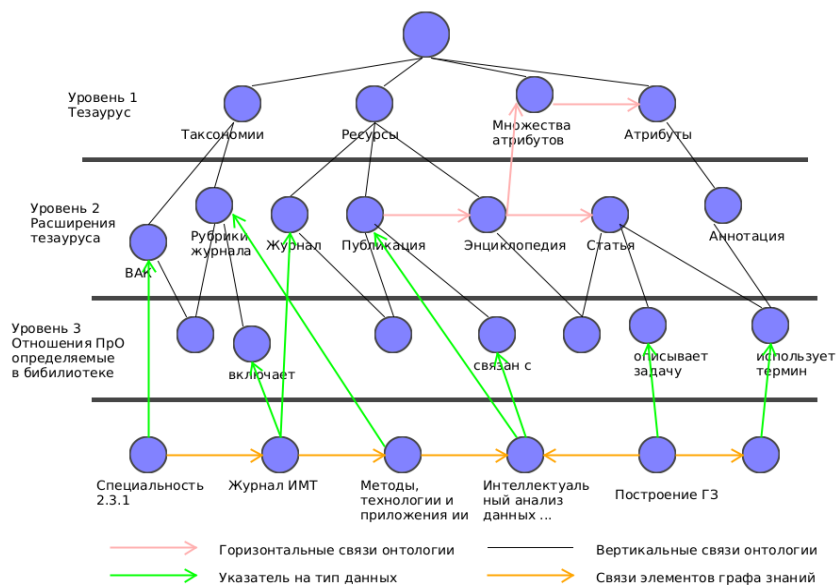 Уровень 1
Тезаурус
Таксономии
Ресурсы
Множества
атрибутов
Атрибуты
Уровень 2
Расширения
тезауруса
ВАК
Рубрики
журнала
Журнал
Публикация
Энциклопедия
Статья
Аннотация
Уровень 3
Отношения ПрО
определяемые
в бибилиотеке
включает
связан с
описывает
задачу
использует
термин
Специальность
2.3.1
Журнал ИМТ
Методы,
технологии и
приложения ии
Интеллектуаль
ный анализ
данных ...
Построение ГЗ
Горизонтальные связи онтологии
Вертикальные связи онтологии
Указатель на тип данных
Связи элементов графа знаний